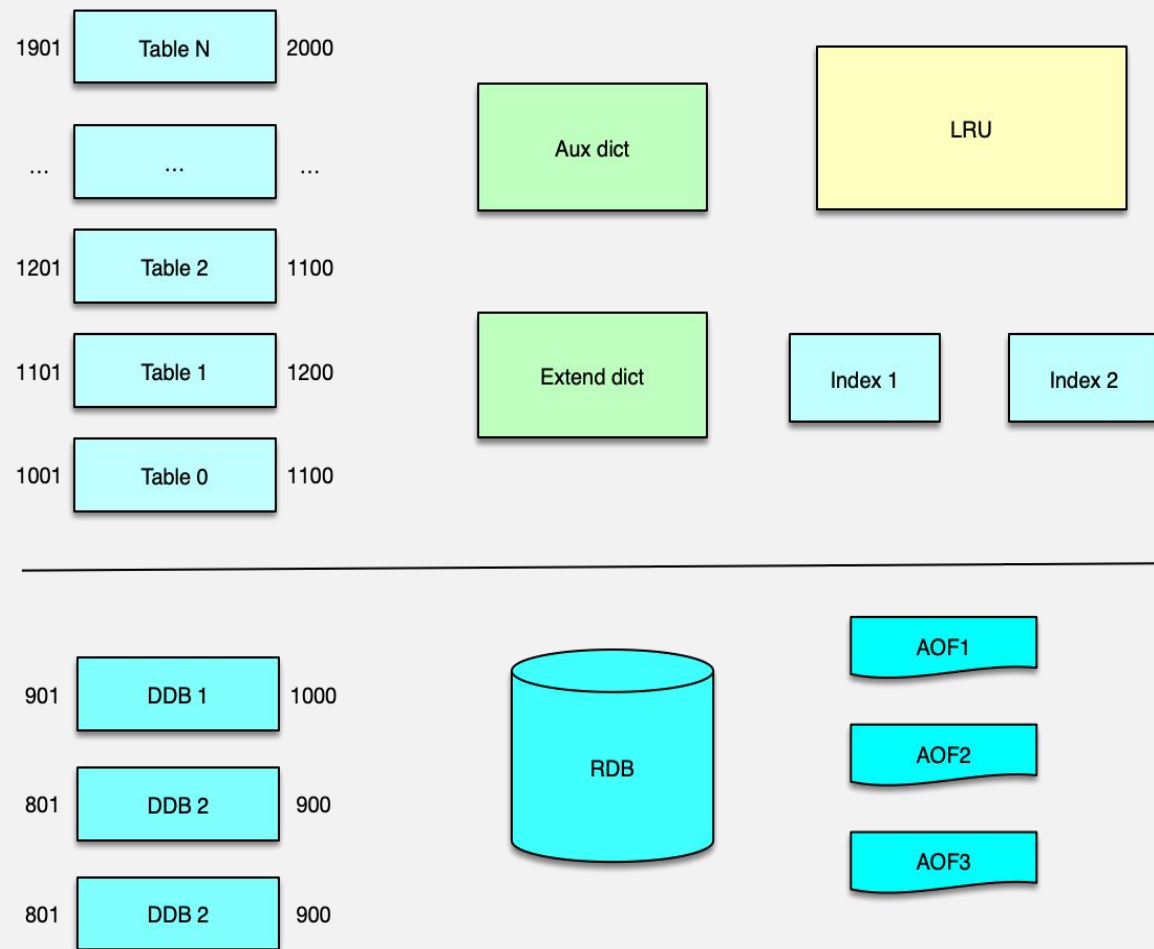 1901 Table N 2000
LRU
Aux dict
... ... ...
1201 Table 2 1100
1101 Table 1 1200
Extend dict
Index 1
Index 2
1001 Table 0 1100
AOF1
901 DDB 1 1000
RDB
AOF2
801 DDB 2 900
AOF3
801 DDB 2 900